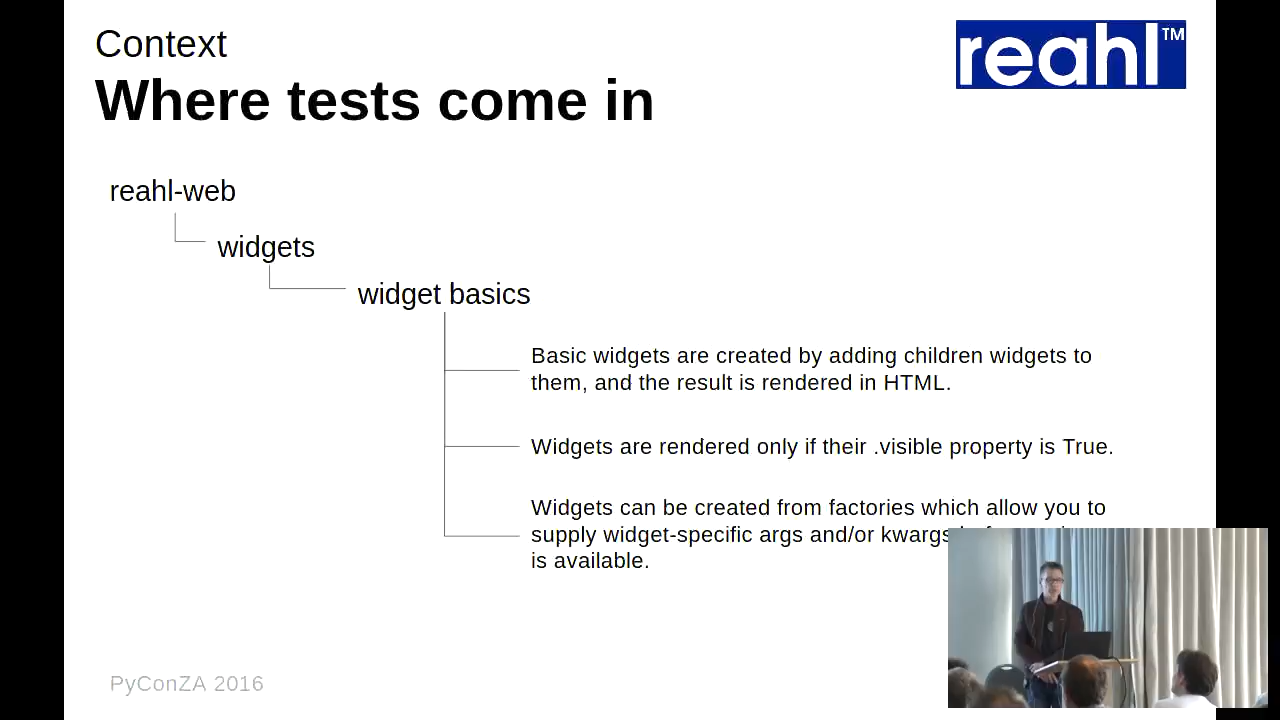 Context
Where tests come in
reahl™
reahl-web
widgets
widget basics
Basic widgets are created by adding children widgets to
them, and the result is rendered in HTML.
Widgets are rendered only if their .visible property is True.
Widgets can be created from factories which allow you to
supply widget-specific args and/or kwargs
is available.
PyConZA 2016